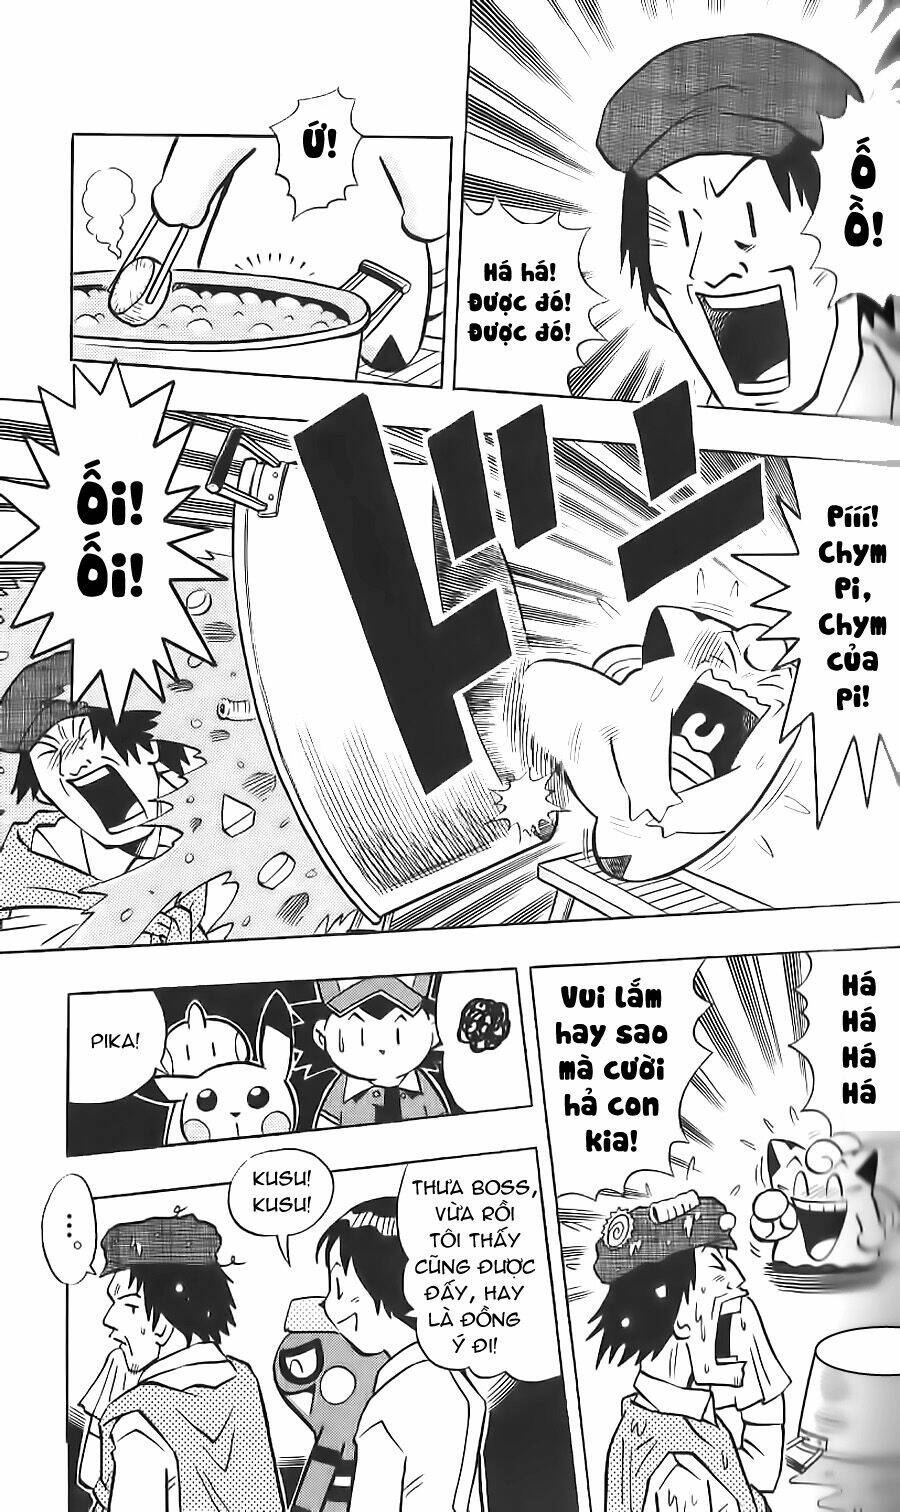 Ố
Ồ!
Há há!
Được đó!
Được đó!
Ứ!
Pííí!
Chym
Pi,
Chym
của
Pi!
ドドン
Ối!
Ối!
Há
Há
Há
Há
Vui lắm
hay sao
mà cười
hả con
kia!
PIKA!
THƯA BOSS,
VỪA RỒI
TÔI THẤY
CŨNG ĐƯỢC
ĐẤY, HAY
LÀ ĐỒNG
Ý ĐI!
KUSU!
KUSU!
...